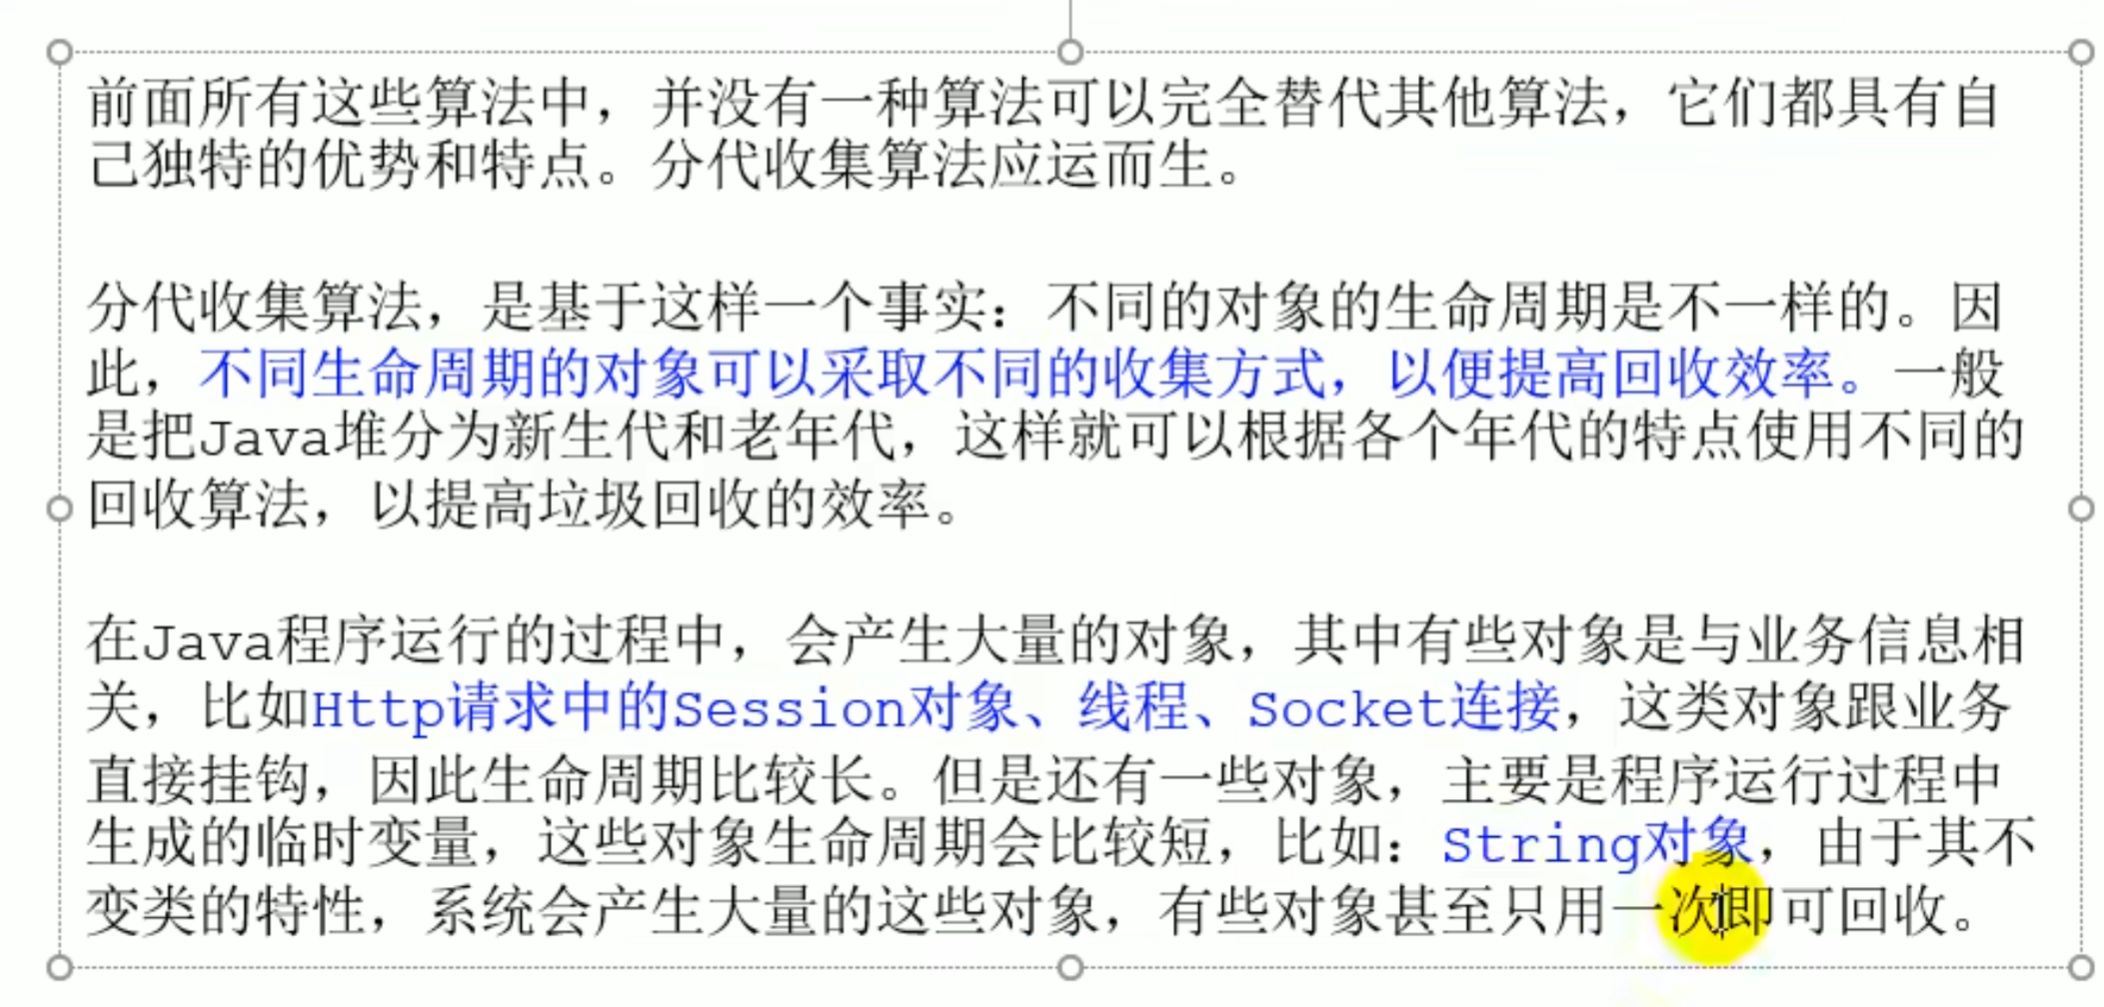 前面所有这些算法中，并没有一种算法可以完全替代其他算法，它们都具有自
己独特的优势和特点。分代收集算法应运而生。
分代收集算法，是基于这样一个事实：不同的对象的生命周期是不一样的。因
此，不同生命周期的对象可以采取不同的收集方式，以便提高回收效率。一般
是把Java堆分为新生代和老年代，这样就可以根据各个年代的特点使用不同的
回收算法，以提高垃圾回收的效率。
在Java程序运行的过程中，会产生大量的对象，其中有些对象是与业务信息相
关，比如Http请求中的Session对象、线程、Socket连接，这类对象跟业务
直接挂钩，因此生命周期比较长。但是还有一些对象，主要是程序运行过程中
生成的临时变量，这些对象生命周期会比较短，比如：String对象，由于其不
变类的特性，系统会产生大量的这些对象，有些对象甚至只用一次即可回收。